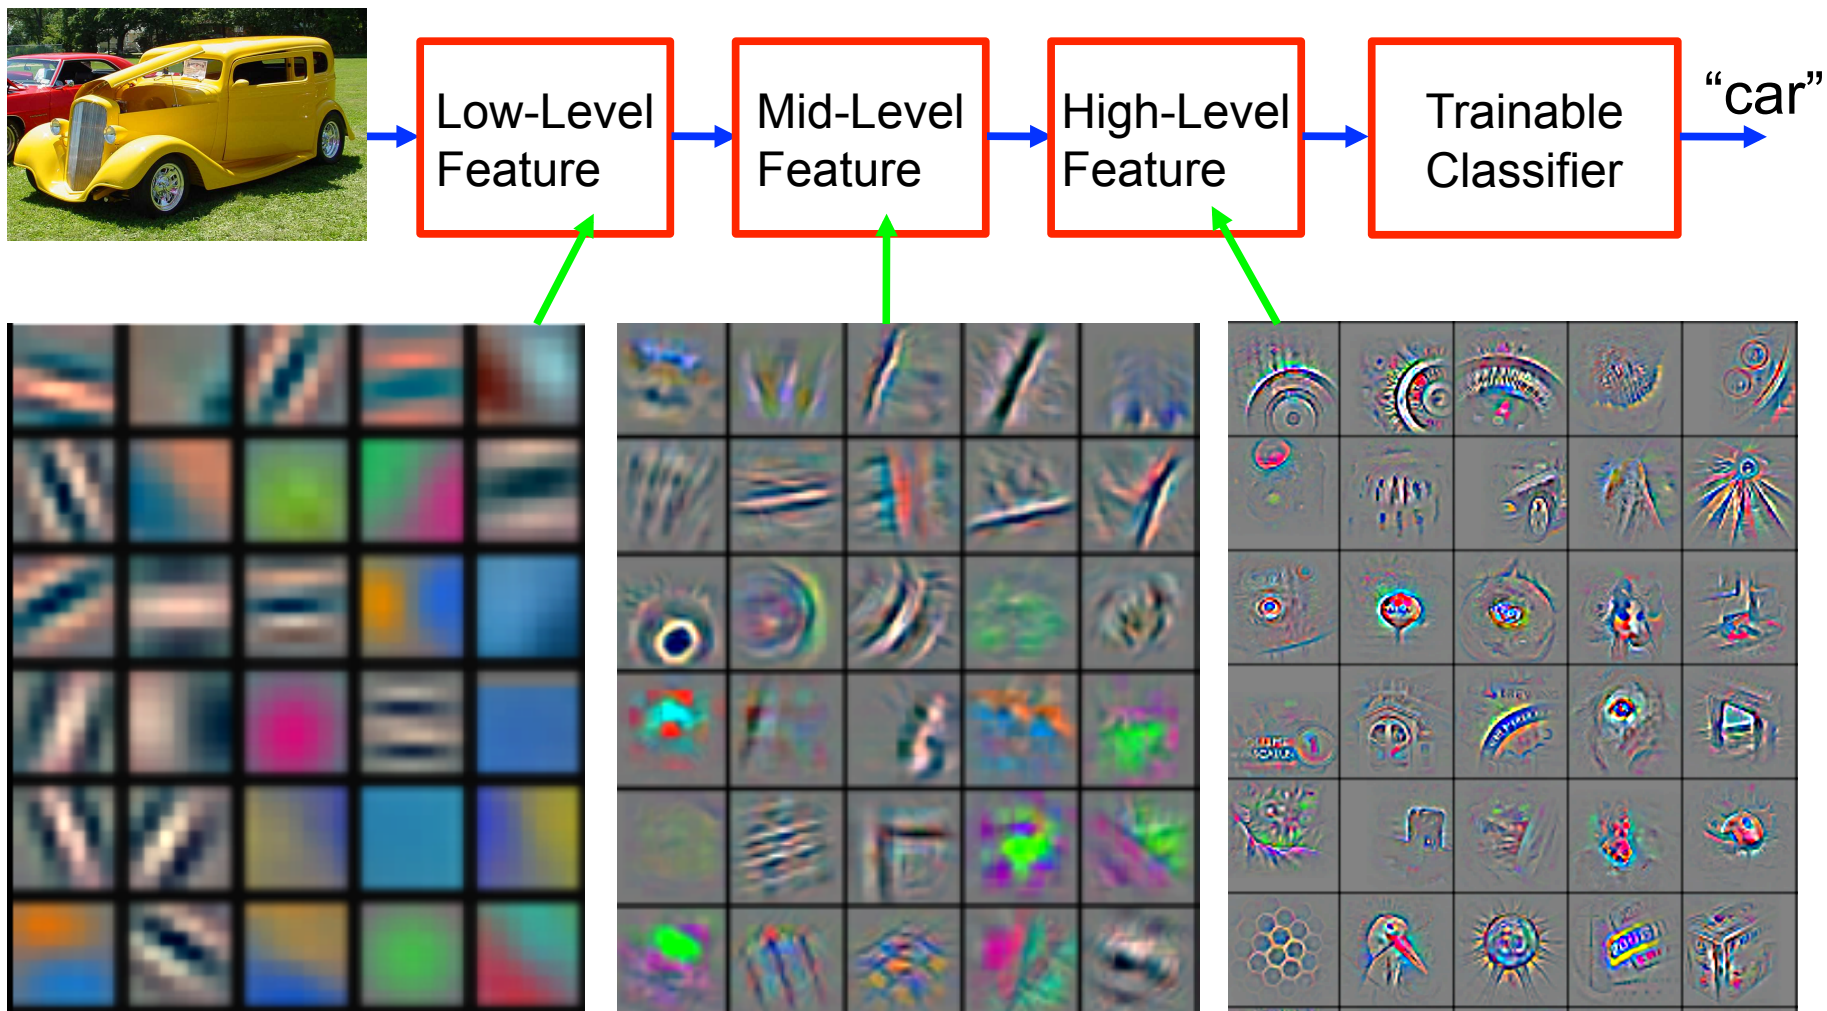 Low-Level
Feature
Mid-Level
Feature
High-Level
Feature
Trainable
Classifier
“car”